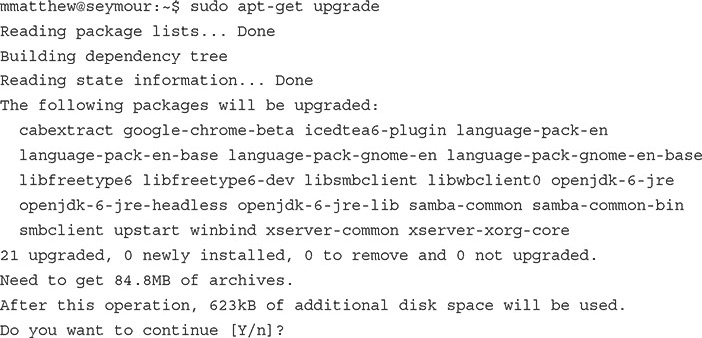 mmatthew@seymour:~$ sudo apt-get upgrade
Reading package lists... Done
Building dependency tree
Reading state information... Done
The following packages will be upgraded:
  cabextract google-chrome-beta icedtea6-plugin language-pack-en
  language-pack-en-base language-pack-gnome-en language-pack-gnome-en-base
  libfreetype6 libfreetype6-dev libsmbclient libwbclient0 openjdk-6-jre
  openjdk-6-jre-headless openjdk-6-jre-lib samba-common samba-common-bin
  smbclient upstart winbind xserver-common xserver-xorg-core
21 upgraded, 0 newly installed, 0 to remove and 0 not upgraded.
Need to get 84.8MB of archives.
After this operation, 623kB of additional disk space will be used.
Do you want to continue [Y/n]?